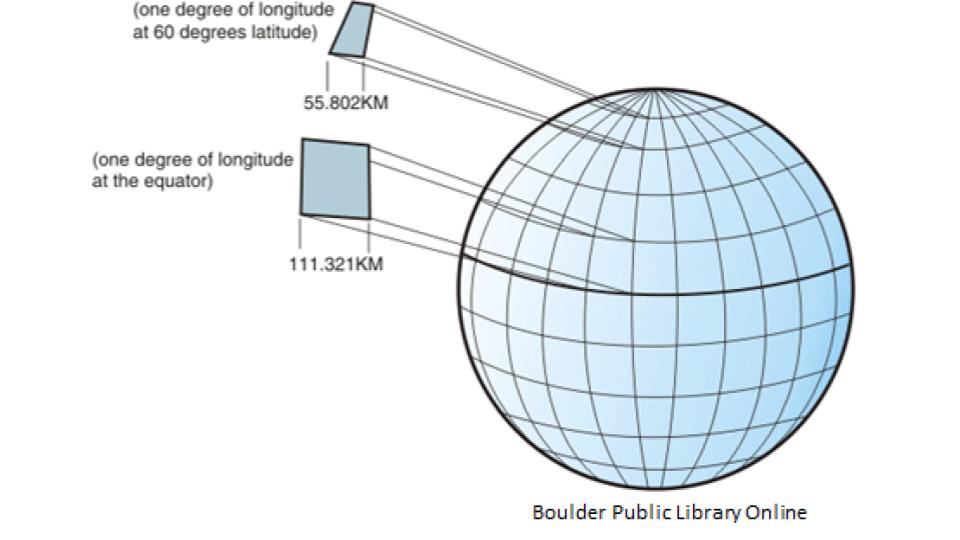 (one degree of longitude
at 60 degrees latitude)
55.802KM
(one degree of longitude
at the equator)
111.321KM
Boulder Public Library Online